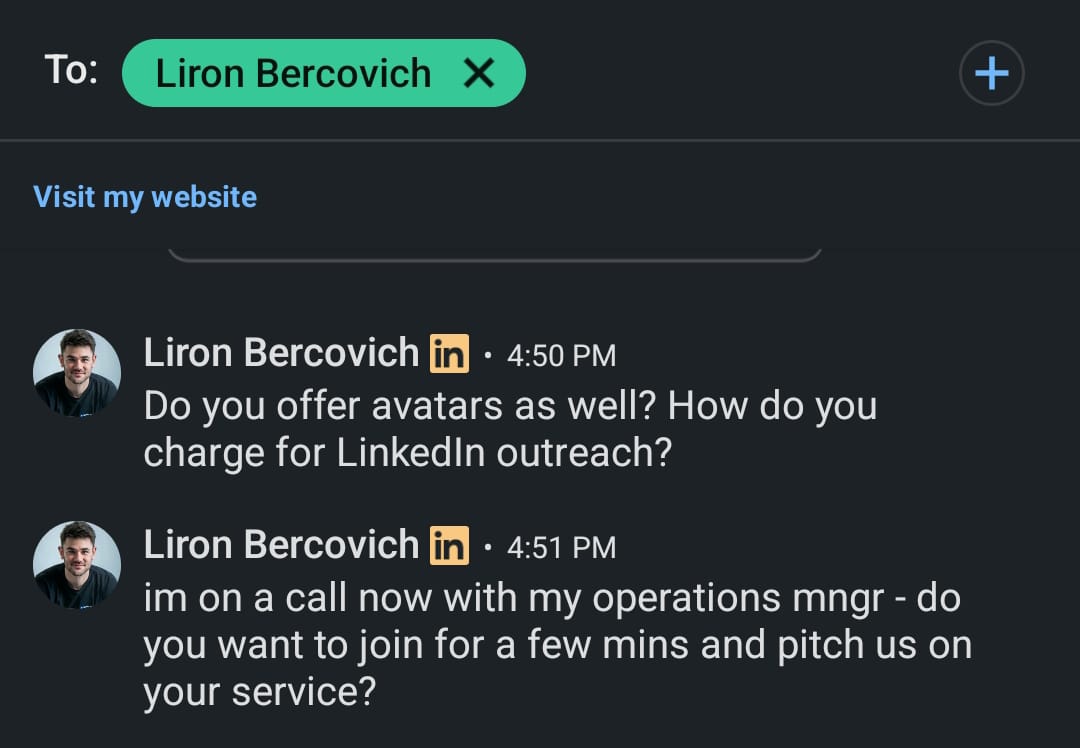 To: Liron Bercovich
Visit my website
Liron Bercovich in · 4:50 PM
Do you offer avatars as well? How do you
charge for LinkedIn outreach?
Liron Bercovich in · 4:51 PM
im on a call now with my operations mngr - do
you want to join for a few mins and pitch us on
your service?